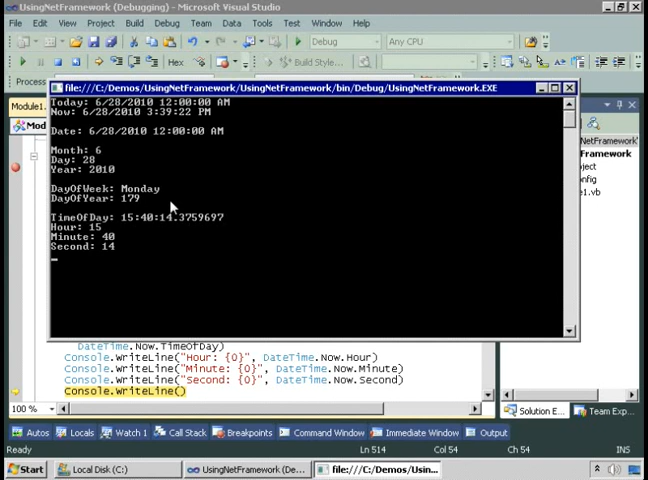 UsingNetFramework (Debugging) - Microsoft Visual Studio
File Edit View Project Build Debug Team Data Tools Test Window Help
Debug Any CPU
Hex Build Style...
Process
file:///C:/Demos/UsingNetFramework/UsingNetFramework/bin/Debug/UsingNetFramework.EXE
Module1.
Mod
Today: 6/28/2010 12:00:00 AM
Now: 6/28/2010 3:39:22 PM
Date: 6/28/2010 12:00:00 AM
Month: 6
Day: 28
Year: 2010
DayOfWeek: Monday
DayOfYear: 179
TimeOfDay: 15:40:14.3759697
Hour: 15
Minute: 40
Second: 14
NetFramework'
Framework
ject
onfig
e1.vb
DateTime.Now.TimeOfDay)
Console.WriteLine("Hour: {0}", DateTime.Now.Hour)
Console.WriteLine("Minute: {0}", DateTime.Now.Minute)
Console.WriteLine("Second: {0}", DateTime.Now.Second)
Console.WriteLine()
100 %
Solution E... Team Exp...
Autos Locals Watch 1 Call Stack Breakpoints Command Window Immediate Window Output
Ready Ln 514 Col 54 Ch 54 INS
Start Local Disk (C:) UsingNetFramework (De... file:///C:/Demos/Usin...